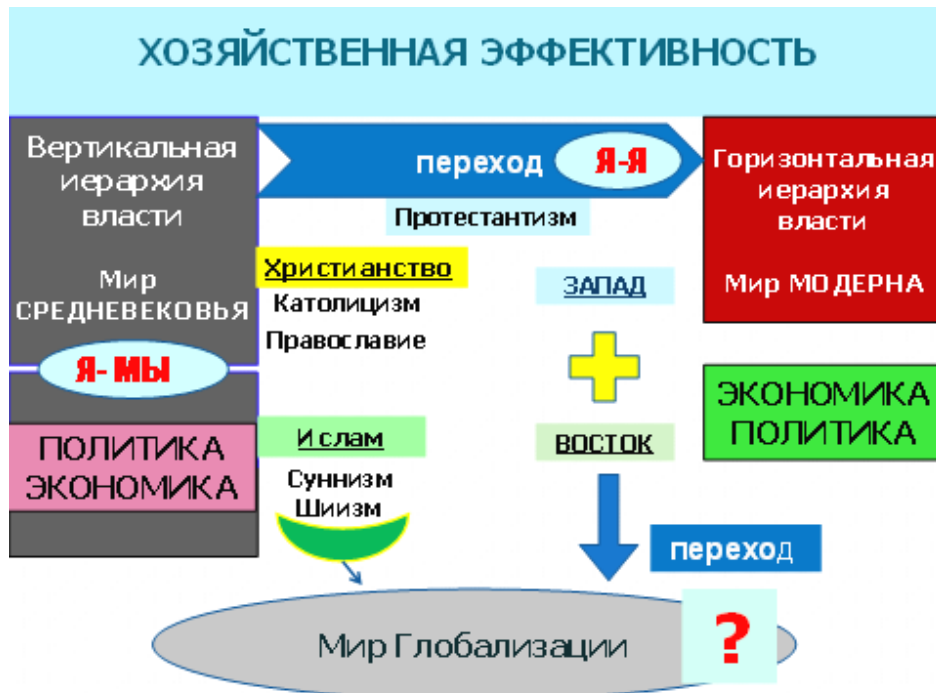 ХОЗЯЙСТВЕННАЯ ЭФФЕКТИВНОСТЬ
Вертикальная
иерархия
власти
Мир
СРЕДНЕВЕКОВЬЯ
Я- МЫ
ПОЛИТИКА
ЭКОНОМИКА
переход
Я-Я
Протестантизм
Христианство
Католицизм
Православие
Ислам
Суннизм
Шиизм
ЗАПАД
ВОСТОК
переход
Горизонтальная
иерархия
власти
Мир МОДЕРНА
ЭКОНОМИКА
ПОЛИТИКА
Мир Глобализации
?